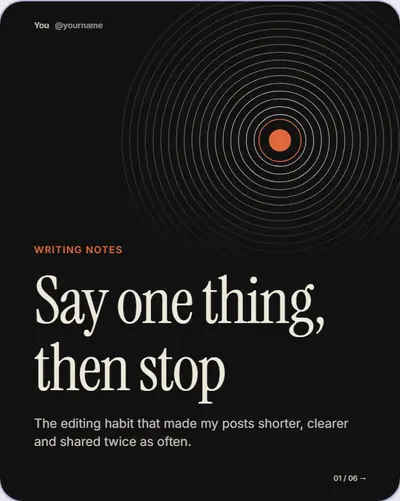 You @yourname
WRITING NOTES
Say one thing,
then stop
The editing habit that made my posts shorter, clearer
and shared twice as often.
01 / 06 →